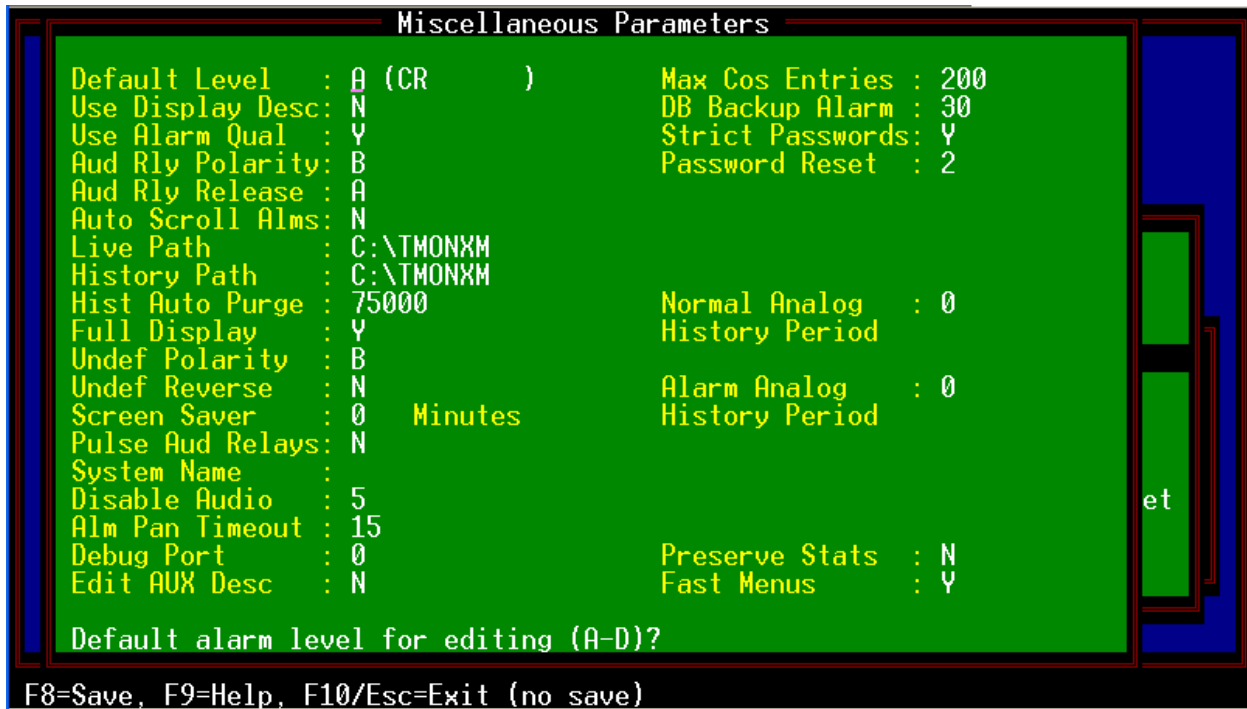 Miscellaneous Parameters
Default Level   : A (CR      )          Max Cos Entries : 200
Use Display Desc: N                     DB Backup Alarm : 30
Use Alarm Qual  : Y                     Strict Passwords: Y
Aud Rly Polarity: B                     Password Reset  : 2
Aud Rly Release : A
Auto Scroll Alms: N
Live Path       : C:\TMONXM
History Path    : C:\TMONXM
Hist Auto Purge : 75000                 Normal Analog   : 0
Full Display    : Y                     History Period
Undef Polarity  : B
Undef Reverse   : N                     Alarm Analog    : 0
Screen Saver    : 0   Minutes           History Period
Pulse Aud Relays: N
System Name     :
Disable Audio   : 5                     et
Alm Pan Timeout : 15
Debug Port      : 0                     Preserve Stats  : N
Edit AUX Desc   : N                     Fast Menus      : Y
Default alarm level for editing (A-D)?
F8=Save, F9=Help, F10/Esc=Exit (no save)